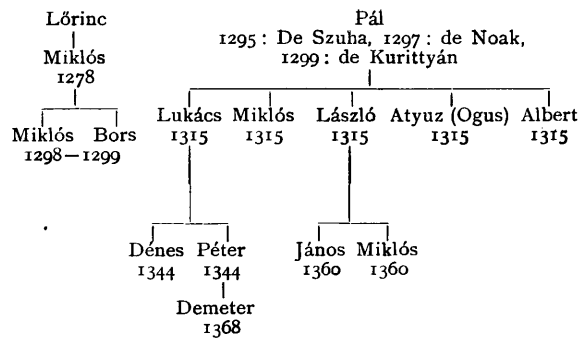 Lőrinc
Miklós
1278
Miklós Bors
1298—1299
Pál
1295: De Szuha, 1297: de Noak,
1299: de Kurittyán
Lukács Miklós László Atyuz (Ogus) Albert
1315 1315 1315 1315 1315
Dénes Péter János Miklós
1344 1344 1360 1360
Demeter
1368